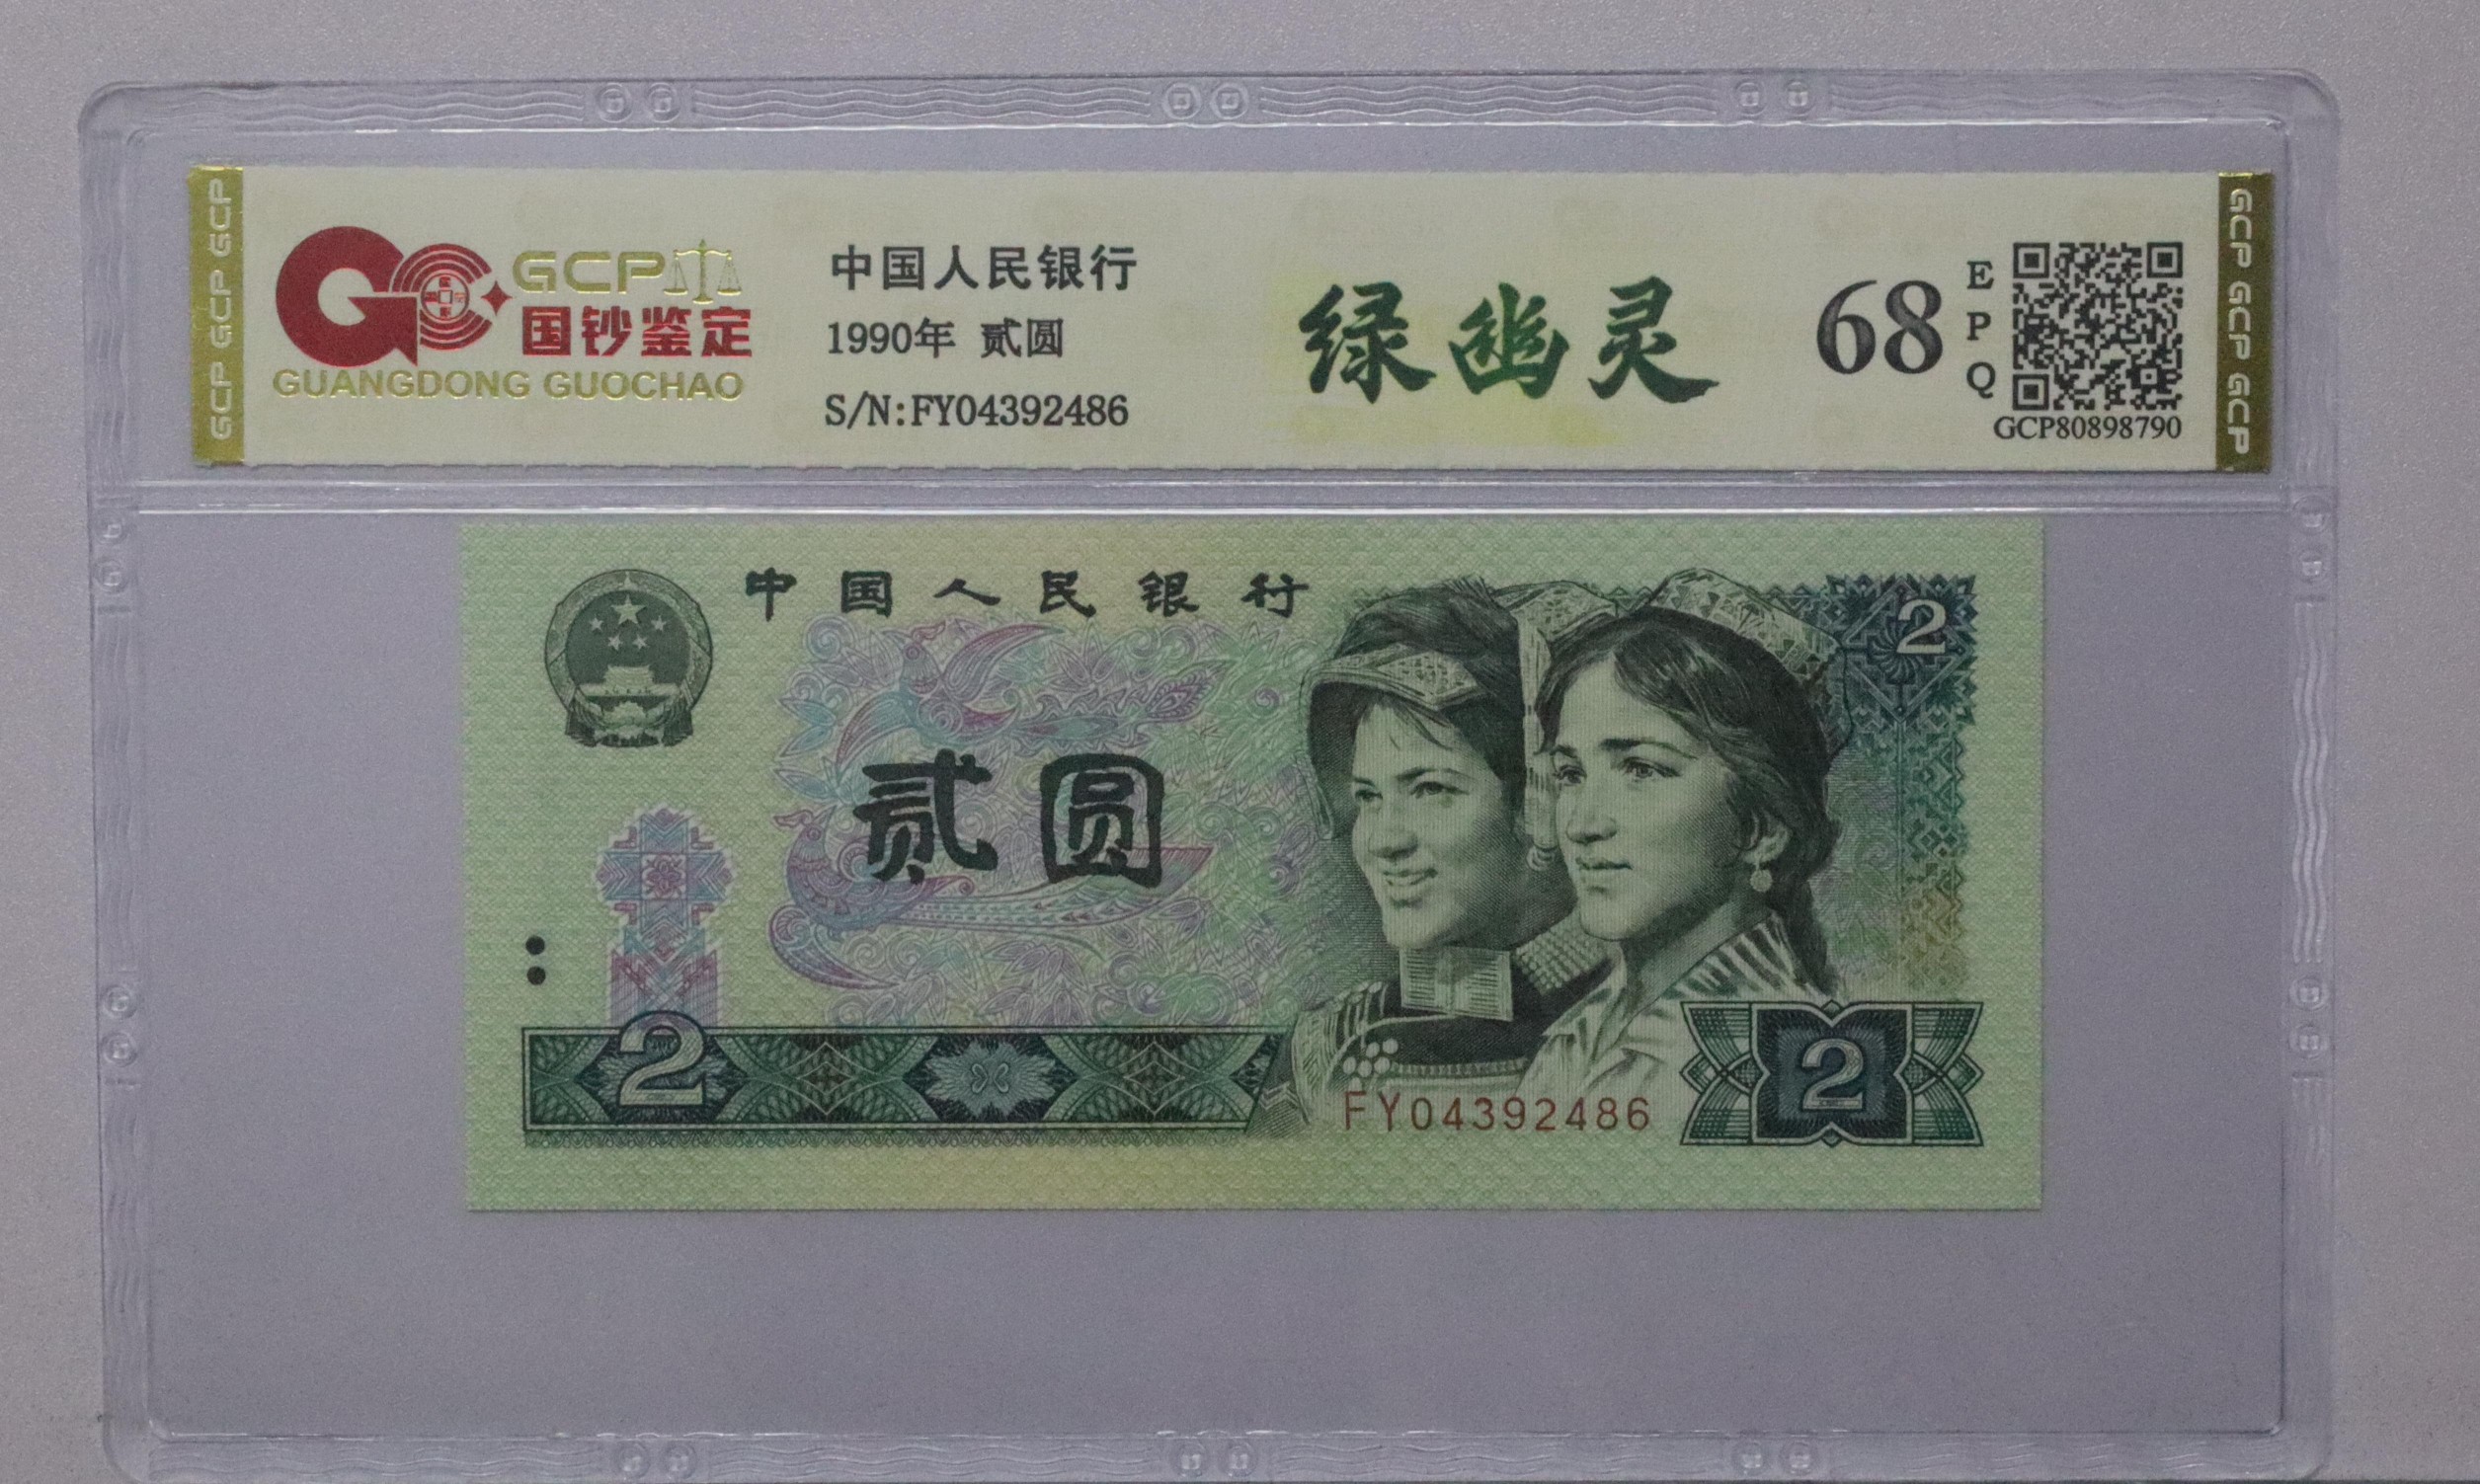 GCP GCP GCP
GCP
国钞鉴定
GUANGDONG GUOCHAO
中国人民银行
1990年 贰圆
S/N:FY04392486
绿幽灵
68
E
P
Q
GCP80898790
GCP GCP GCP
中国人民银行
2
贰圆
2
FY04392486
2